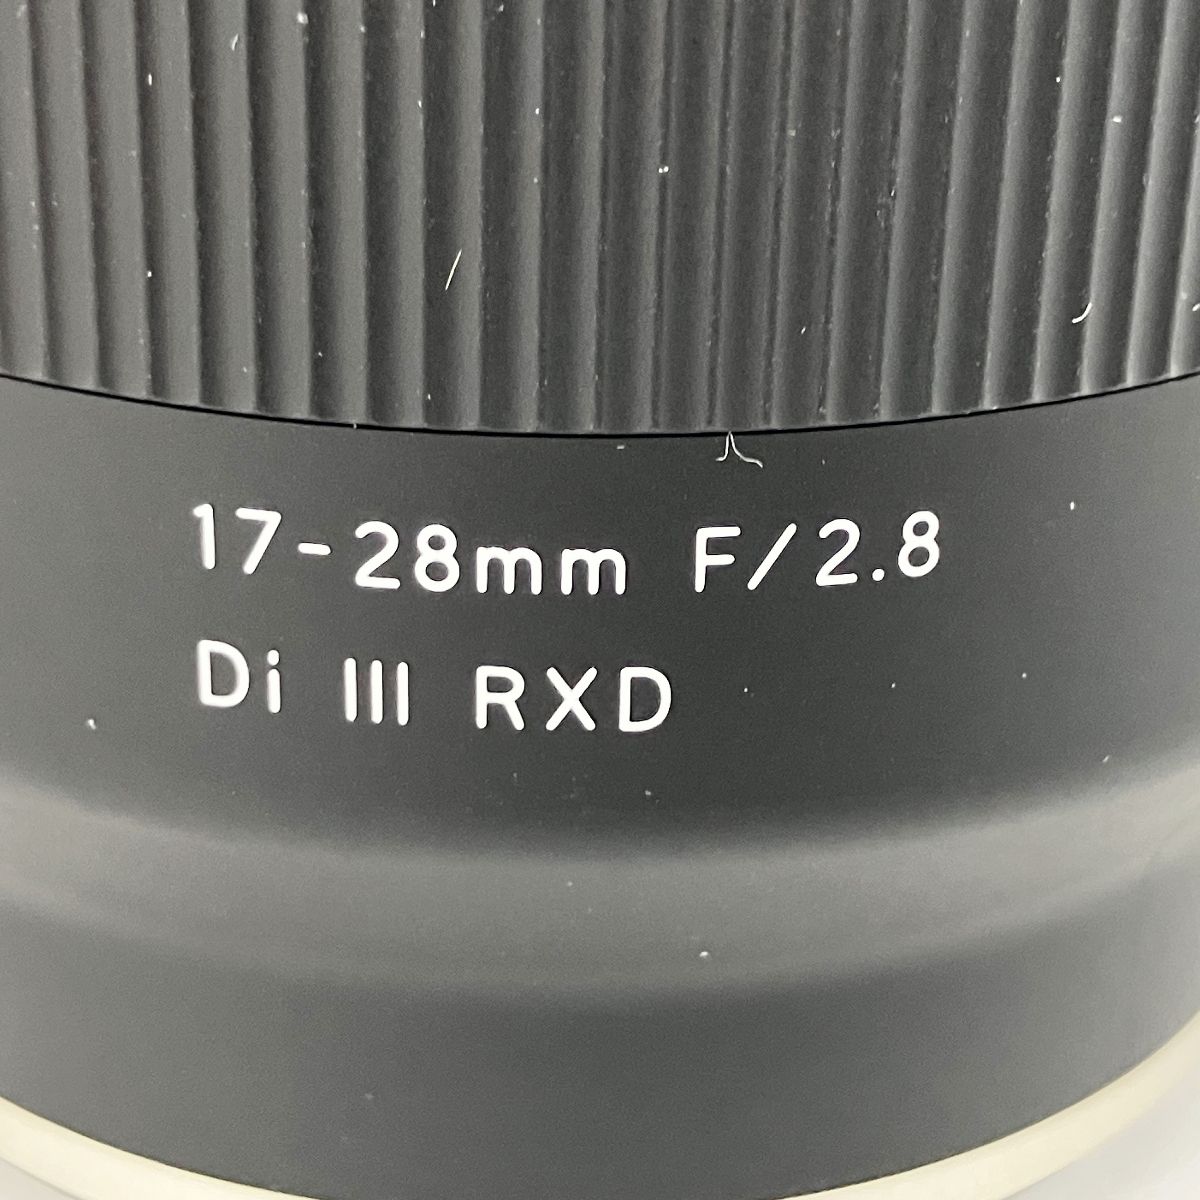 17-28mm F/2.8
Di III RXD